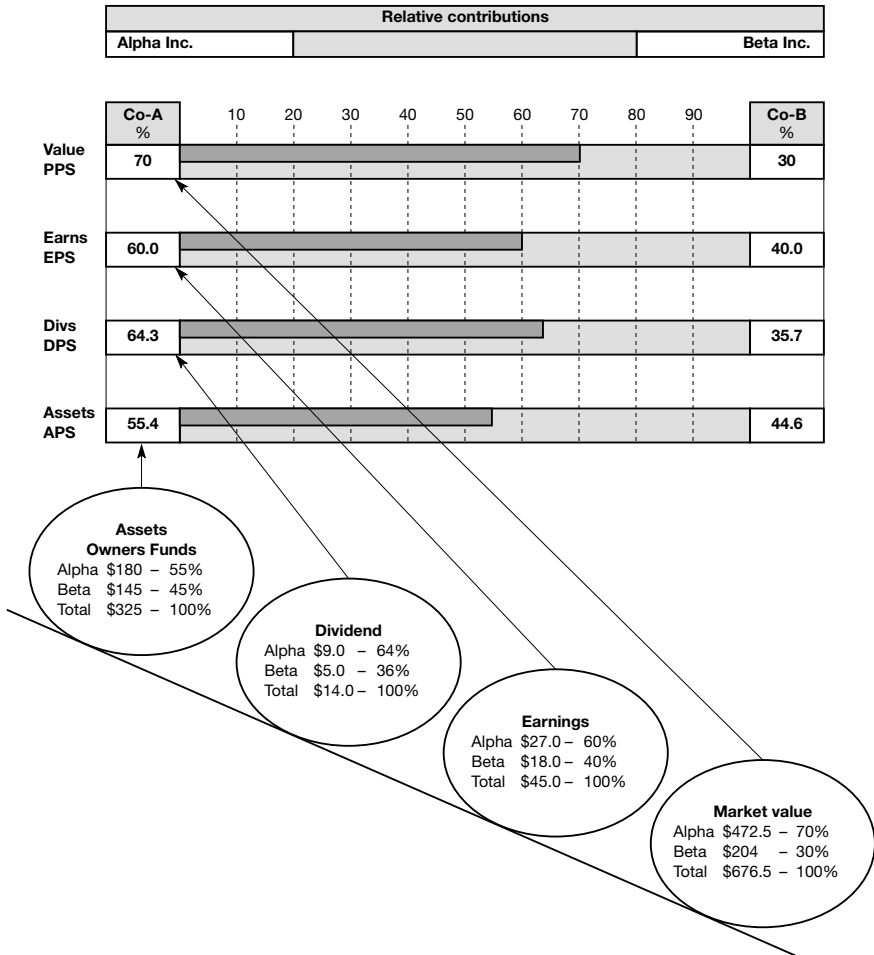 Relative contributions
Alpha Inc. Beta Inc.
Co-A % 10 20 30 40 50 60 70 80 90 Co-B %
Value PPS 70 30
Earns EPS 60.0 40.0
Divs DPS 64.3 35.7
Assets APS 55.4 44.6
Assets
Owners Funds
Alpha $180 – 55%
Beta $145 – 45%
Total $325 – 100%
Dividend
Alpha $9.0 – 64%
Beta $5.0 – 36%
Total $14.0 – 100%
Earnings
Alpha $27.0 – 60%
Beta $18.0 – 40%
Total $45.0 – 100%
Market value
Alpha $472.5 – 70%
Beta $204 – 30%
Total $676.5 – 100%